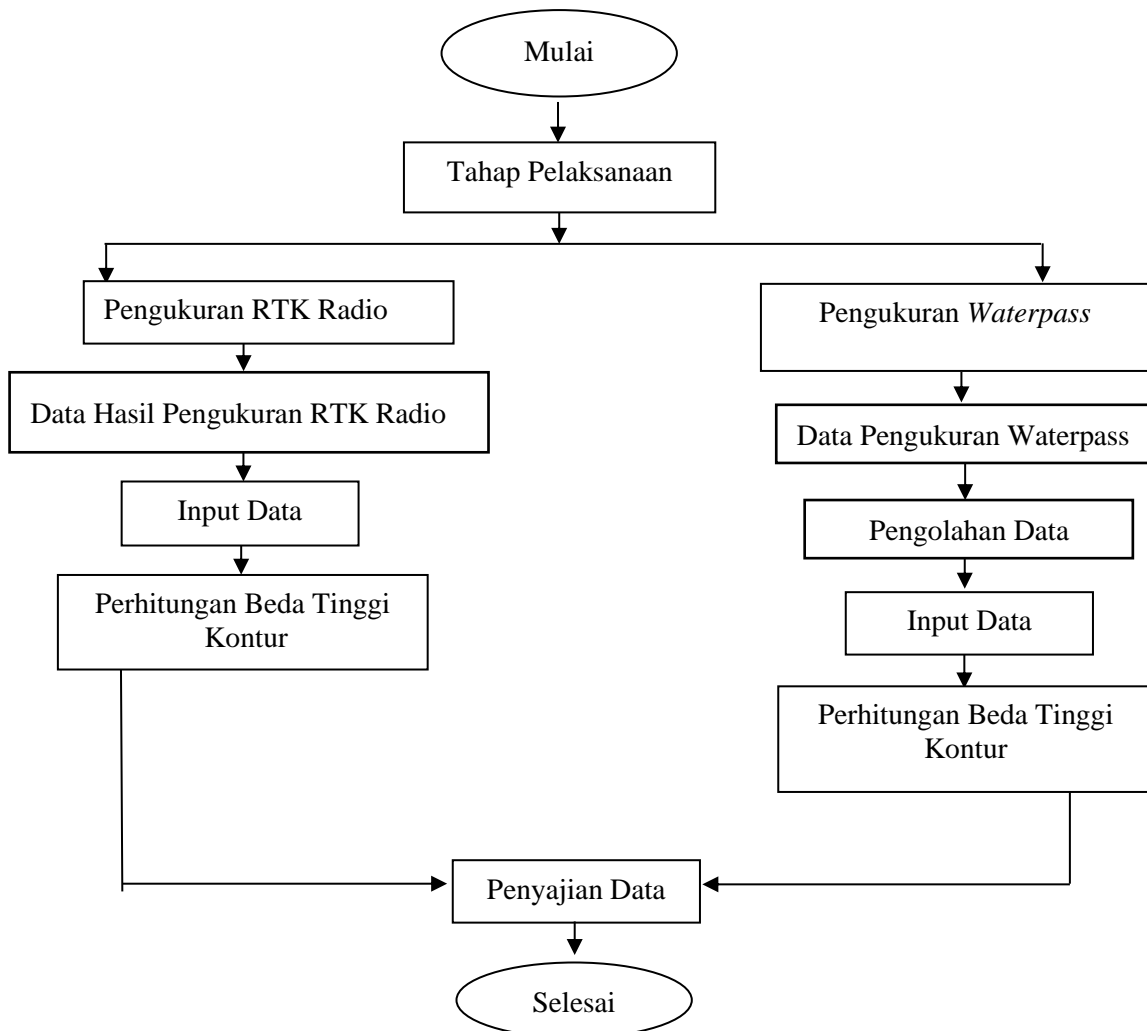 Mulai
Tahap Pelaksanaan
Pengukuran RTK Radio
Data Hasil Pengukuran RTK Radio
Input Data
Perhitungan Beda Tinggi
Kontur
Pengukuran Waterpass
Data Pengukuran Waterpass
Pengolahan Data
Input Data
Perhitungan Beda Tinggi
Kontur
Penyajian Data
Selesai